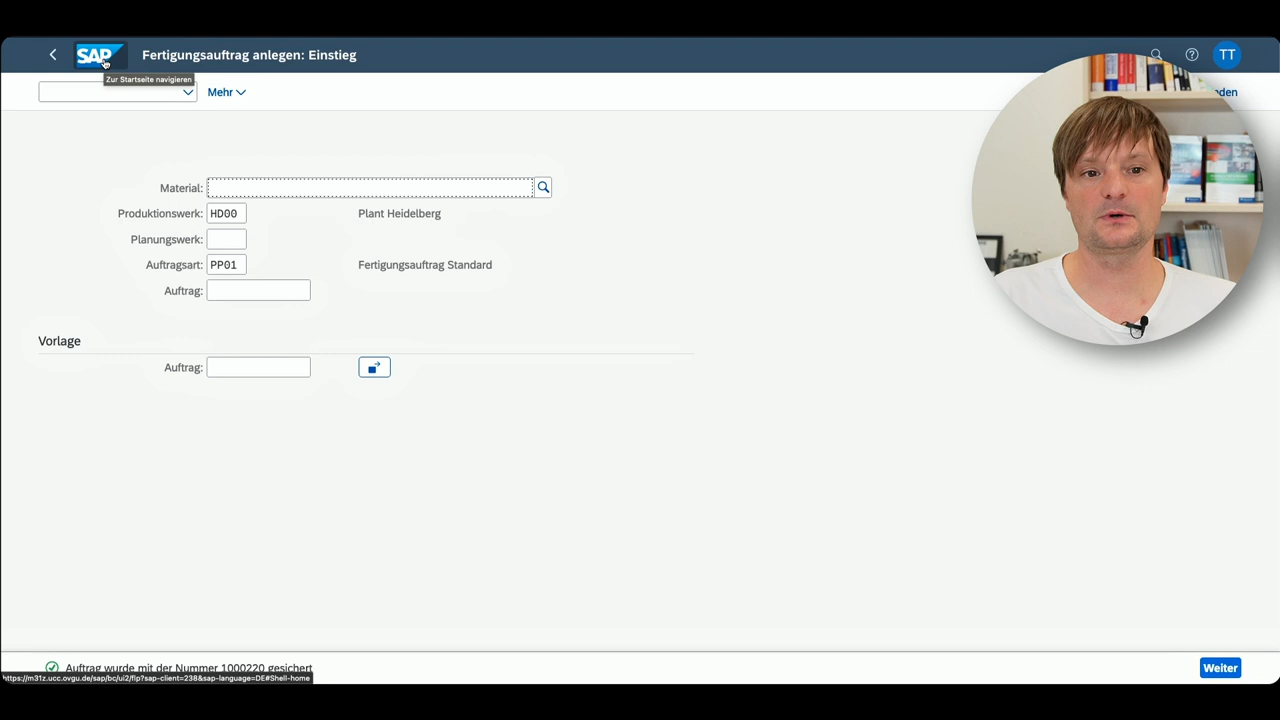 SAP
Fertigungsauftrag anlegen: Einstieg
TT
Zur Startseite navigieren
Mehr
den
Material:
Produktionswerk: HD00 Plant Heidelberg
Planungswerk:
Auftragsart: PP01 Fertigungsauftrag Standard
Auftrag:
Vorlage
Auftrag:
Auftrag wurde mit der Nummer 1000220 gesichert
https://m31z.ucc.ovgu.de/sap/bc/ui2/flp?sap-client=238&sap-language=DE#Shell-home
Weiter